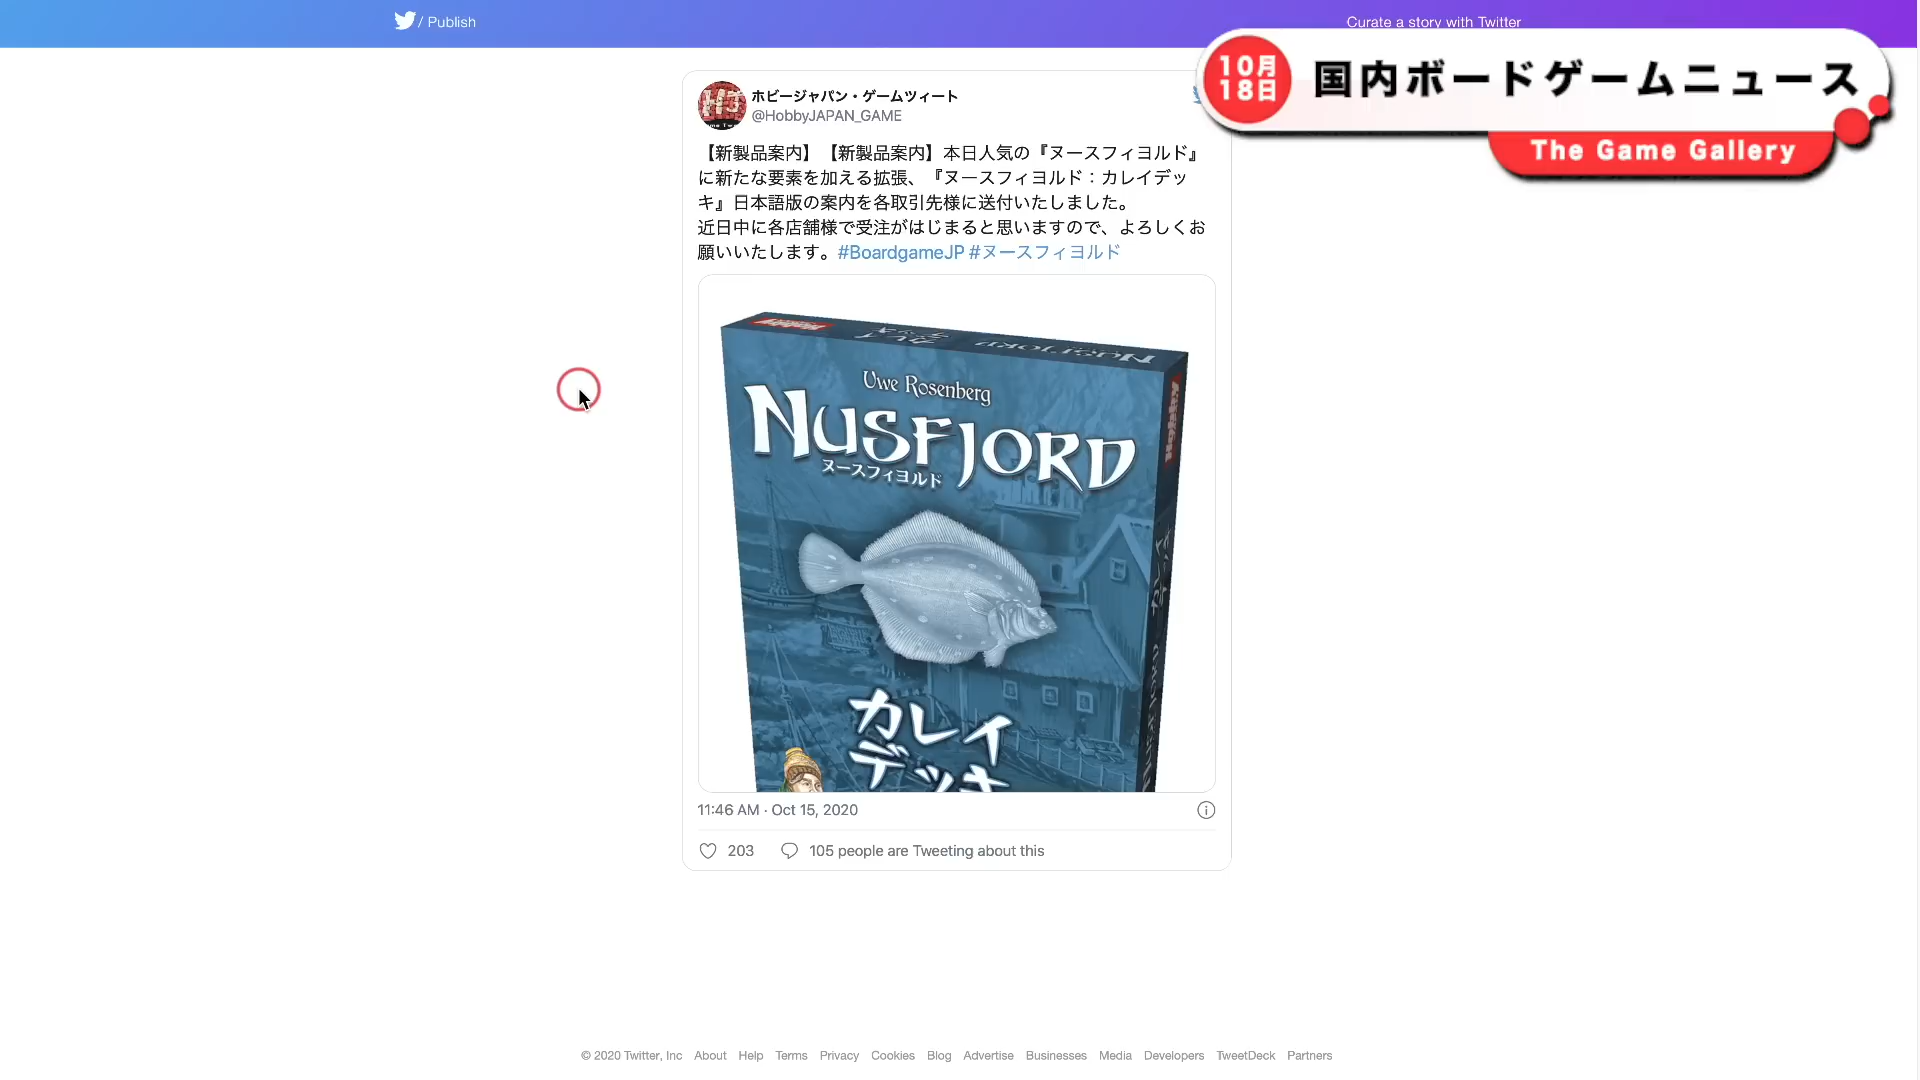 / Publish
Curate a story with Twitter
10月
18日
国内ボードゲームニュース
The Game Gallery
ホビージャパン・ゲームツィート
@HobbyJAPAN_GAME
【新製品案内】【新製品案内】本日人気の『ヌースフィヨルド』
に新たな要素を加える拡張、『ヌースフィヨルド：カレイデッ
キ』日本語版の案内を各取引先様に送付いたしました。
近日中に各店舗様で受注がはじまると思いますので、よろしくお
願いいたします。#BoardgameJP #ヌースフィヨルド
カレイ
デッキ
NUSFJORD
Uwe Rosenberg
NUSFJORD
ヌースフィヨルド
カレイ
デッキ
11:46 AM · Oct 15, 2020
203
105 people are Tweeting about this
© 2020 Twitter, Inc About Help Terms Privacy Cookies Blog Advertise Businesses Media Developers TweetDeck Partners